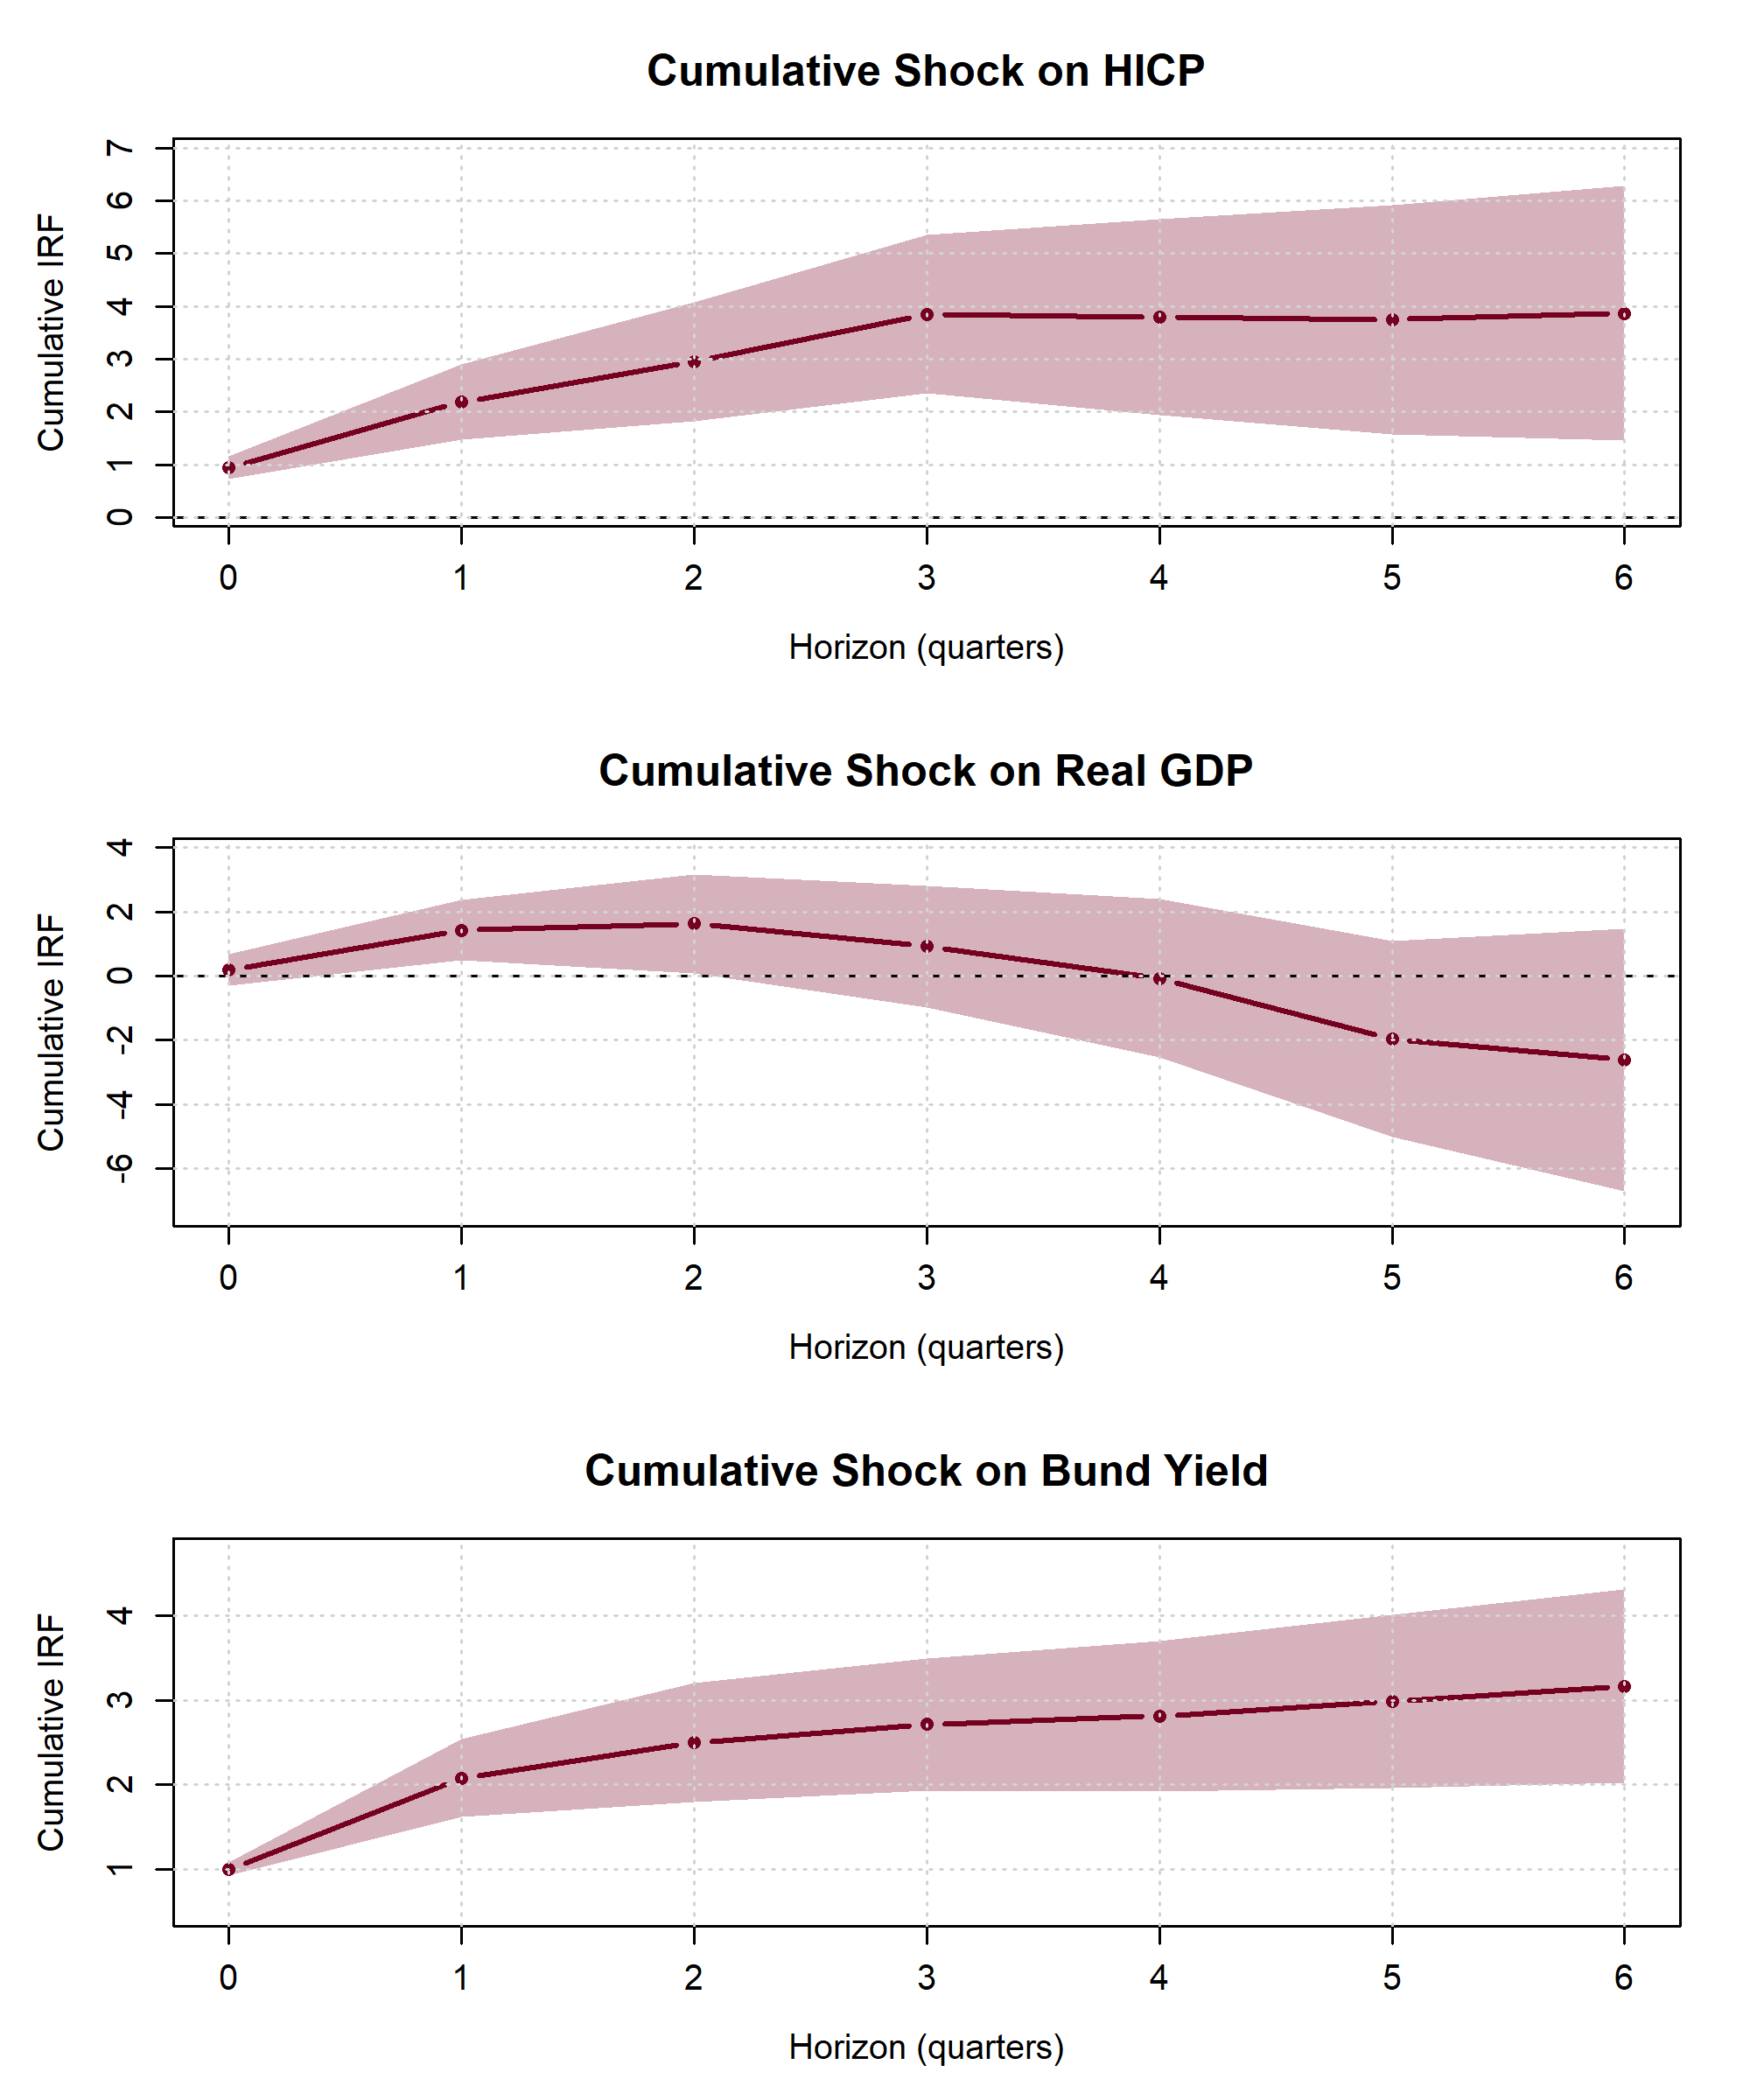 Cumulative Shock on HICP
Cumulative IRF
7
6
5
4
3
2
1
0
0 1 2 3 4 5 6
Horizon (quarters)
Cumulative Shock on Real GDP
Cumulative IRF
4
2
0
-2
-4
-6
0 1 2 3 4 5 6
Horizon (quarters)
Cumulative Shock on Bund Yield
Cumulative IRF
4
3
2
1
0 1 2 3 4 5 6
Horizon (quarters)